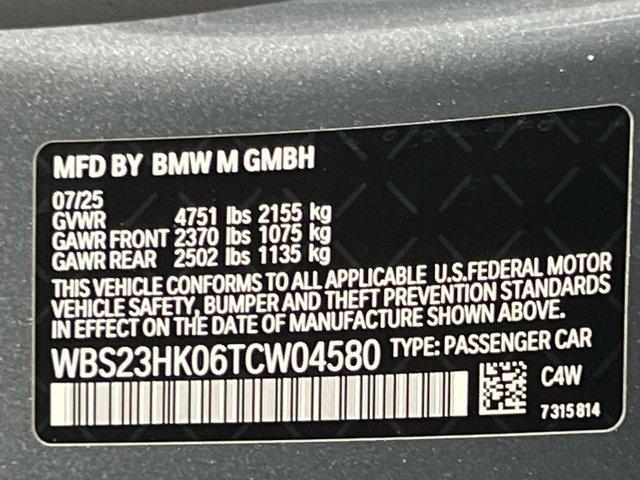 MFD BY BMW M GMBH
07/25
GVWR 4751 lbs 2155 kg
GAWR FRONT 2370 lbs 1075 kg
GAWR REAR 2502 lbs 1135 kg
THIS VEHICLE CONFORMS TO ALL APPLICABLE U.S.FEDERAL MOTOR
VEHICLE SAFETY, BUMPER AND THEFT PREVENTION STANDARDS
IN EFFECT ON THE DATE OF MANUFACTURE SHOWN ABOVE.
WBS23HK06TCW04580 TYPE: PASSENGER CAR
C4W
7315814